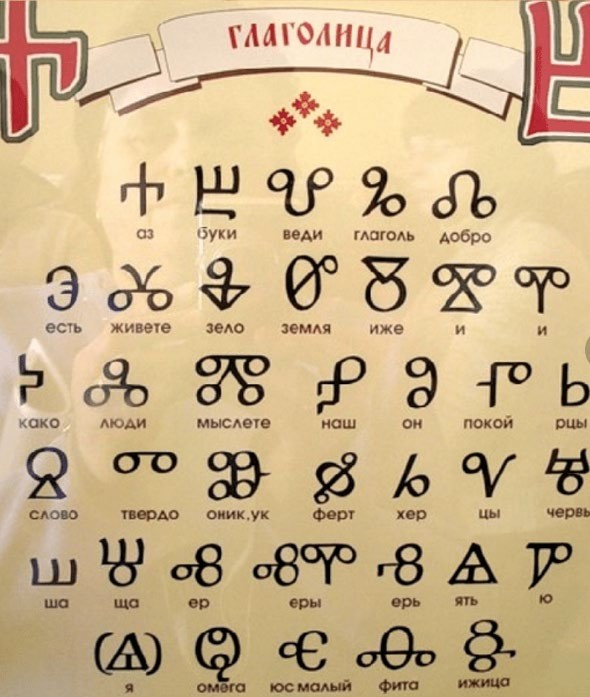 ГЛАГОЛИЦА
Ⰰ Ⰱ Ⰲ Ⰳ Ⰴ
аз буки веди глаголь добро
Ⰵ Ⰶ Ⰷ Ⰸ Ⰻ Ⰹ Ⰺ
есть живете зело земля иже и и
Ⰽ Ⰾ Ⰿ Ⱀ Ⱁ Ⱂ Ⱃ
како люди мыслете наш он покой рцы
Ⱄ Ⱅ Ⱆ Ⱇ Ⱈ Ⱌ Ⱍ
слово твердо оник,ук ферт хер цы червь
Ⱎ Ⱋ Ⱏ ⰟⰊ Ⱐ Ⱑ Ⱓ
ша ща ер еры ерь ять ю
(Ⱑ) Ⱉ Ⱔ Ⱚ Ⱛ
я омега юс малый фита ижица